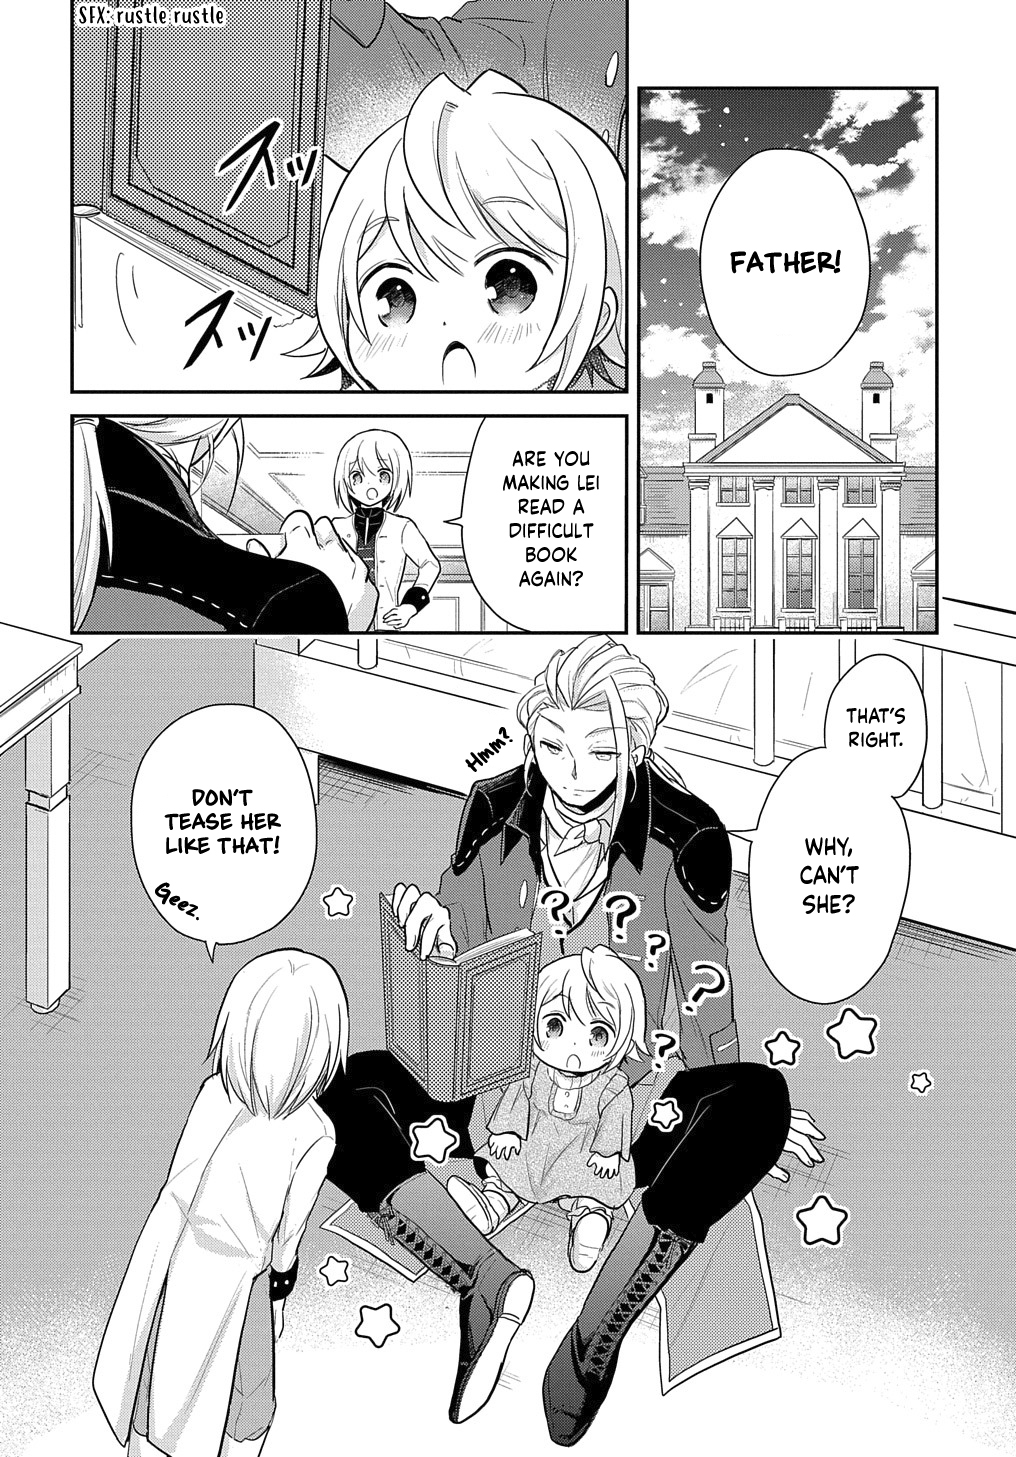 FATHER!
SFX: rustle rustle
スッ
スッ
ARE YOU
MAKING LEI
READ A
DIFFICULT
BOOK
AGAIN?
THAT'S
RIGHT.
WHY,
CAN'T
SHE?
Hmm?
? ? ? ? ?
DON'T
TEASE HER
LIKE THAT!
Geez.